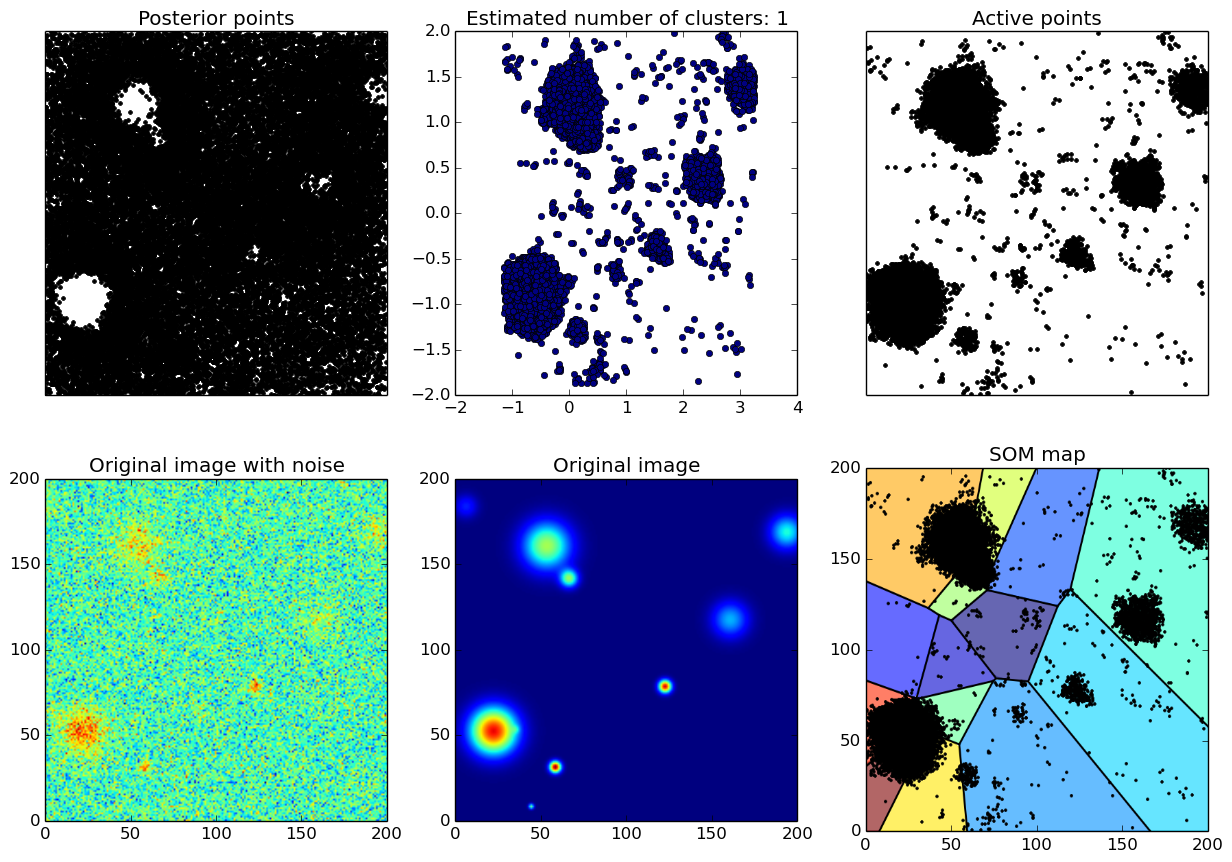 Posterior points
Estimated number of clusters: 1
Active points
2.0
1.5
1.0
0.5
0.0
−0.5
−1.0
−1.5
−2.0
−2 −1 0 1 2 3 4
Original image with noise
Original image
SOM map
200
150
100
50
0
0 50 100 150 200
200
150
100
50
0
0 50 100 150 200
200
150
100
50
0
0 50 100 150 200